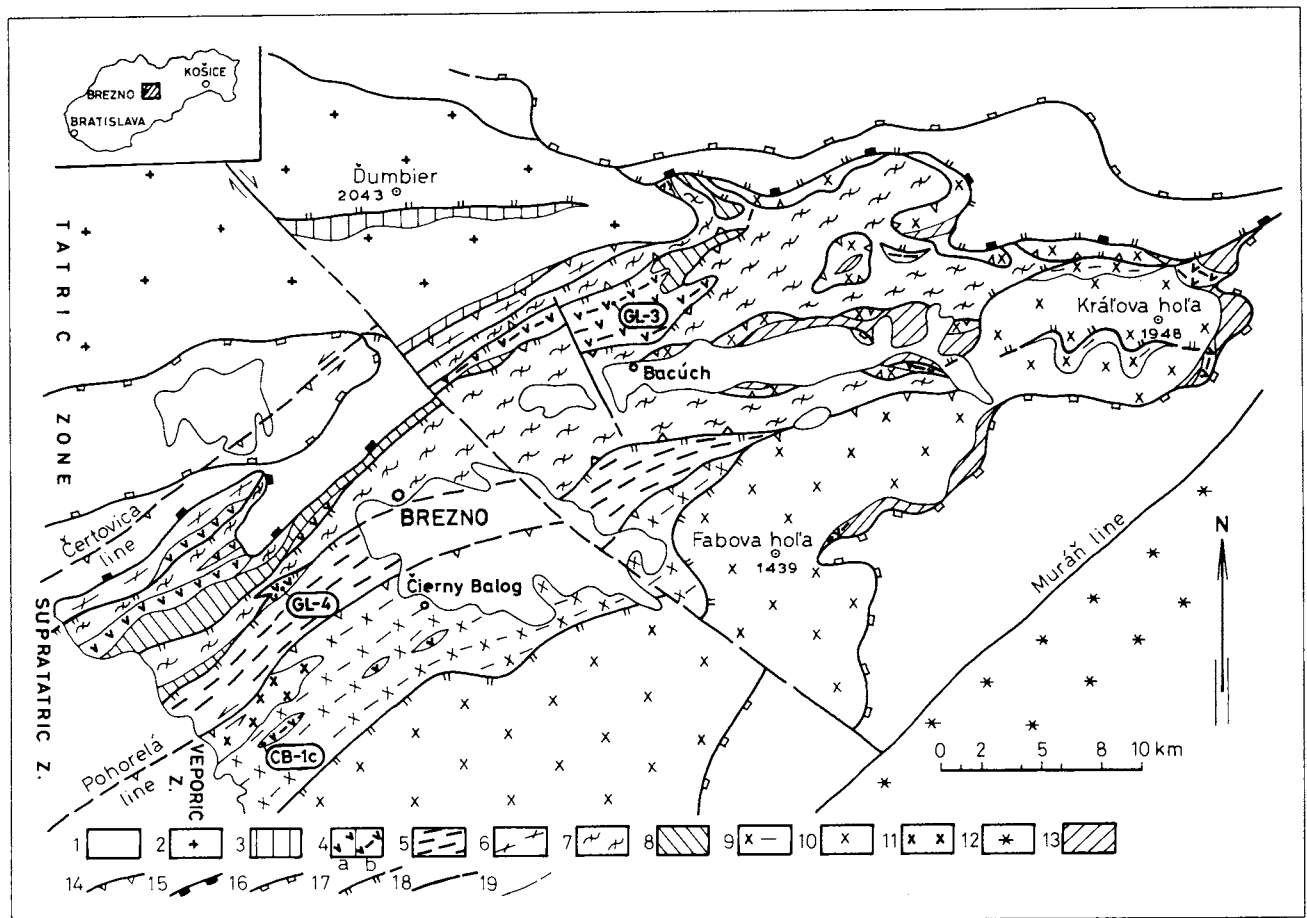 KOŠICE
BREZNO
BRATISLAVA
Ďumbier
2043
TATRIC ZONE
GL-3
Kráľova hoľa
1948
Bacúch
Čertovica
line
BREZNO
Fabova hoľa
1439
Muráň line
N
Čierny Balog
GL-4
SUPRATATRIC Z.
CB-1c
Pohorelá
line
VEPORIC
Z.
0 2 5 8 10 km
1 2 3 4 5 6 7 8 9 10 11 12 13
a b
14 15 16 17 18 19